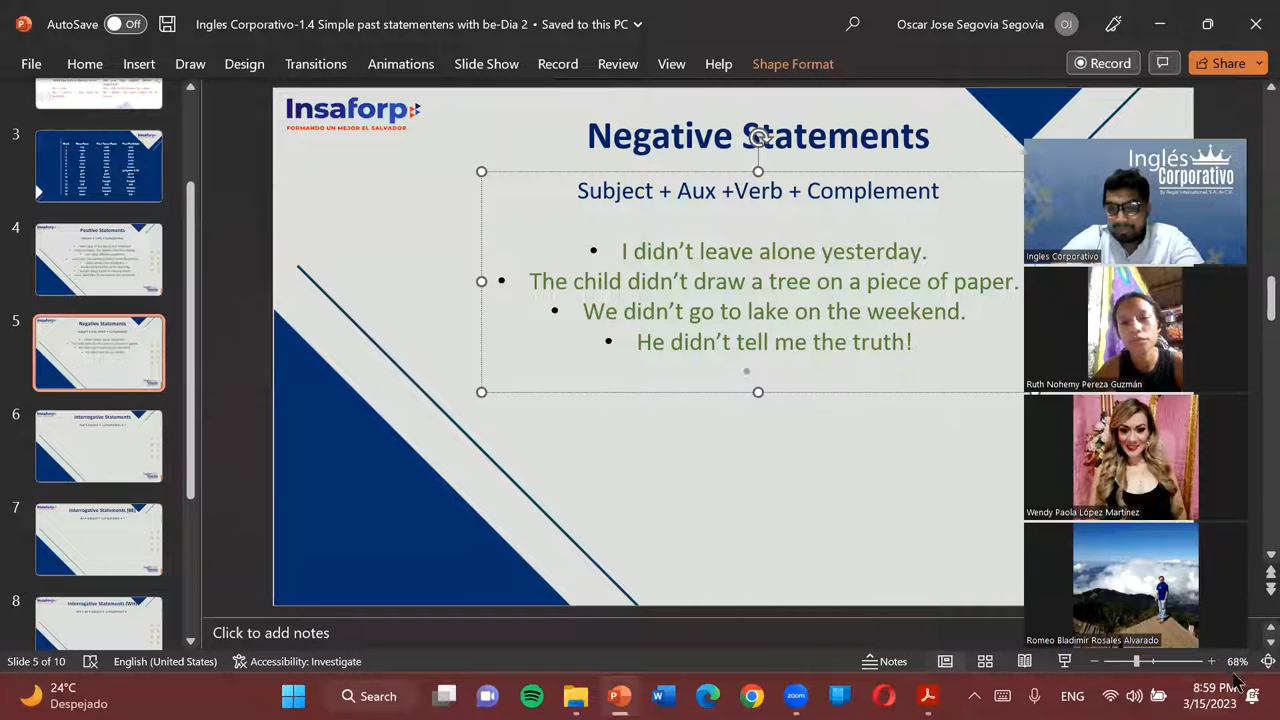 AutoSave Off Ingles Corporativo-1.4 Simple past statementens with be-Dia 2 • Saved to this PC Oscar Jose Segovia Segovia OJ
File Home Insert Draw Design Transitions Animations Slide Show Record Review View Help Shape Format Record Share
3
4
Positive Statements
5
Negative Statements
6
Interrogative Statements
7
Interrogative Statements (BE)
8
Interrogative Statements (WH)
Insaforp
FORMANDO UN MEJOR EL SALVADOR
Negative Statements
Subject + Aux +Verb + Complement
• I didn't leave alone yesterday.
• The child didn't draw a tree on a piece of paper.
• We didn't go to lake on the weekend.
• He didn't tell me the truth!
Inglés
Corporativo
By Regal International, S.A. de C.V.
Ingles Corporativo
Ruth Nohemy Pereza Guzmán
Wendy Paola López Martínez
Romeo Bladimir Rosales Alvarado
Click to add notes
Slide 5 of 10 English (United States) Accessibility: Investigate Notes 68%
24°C
Despejado
Search
zoom
ENG
8:59 PM
3/15/2023